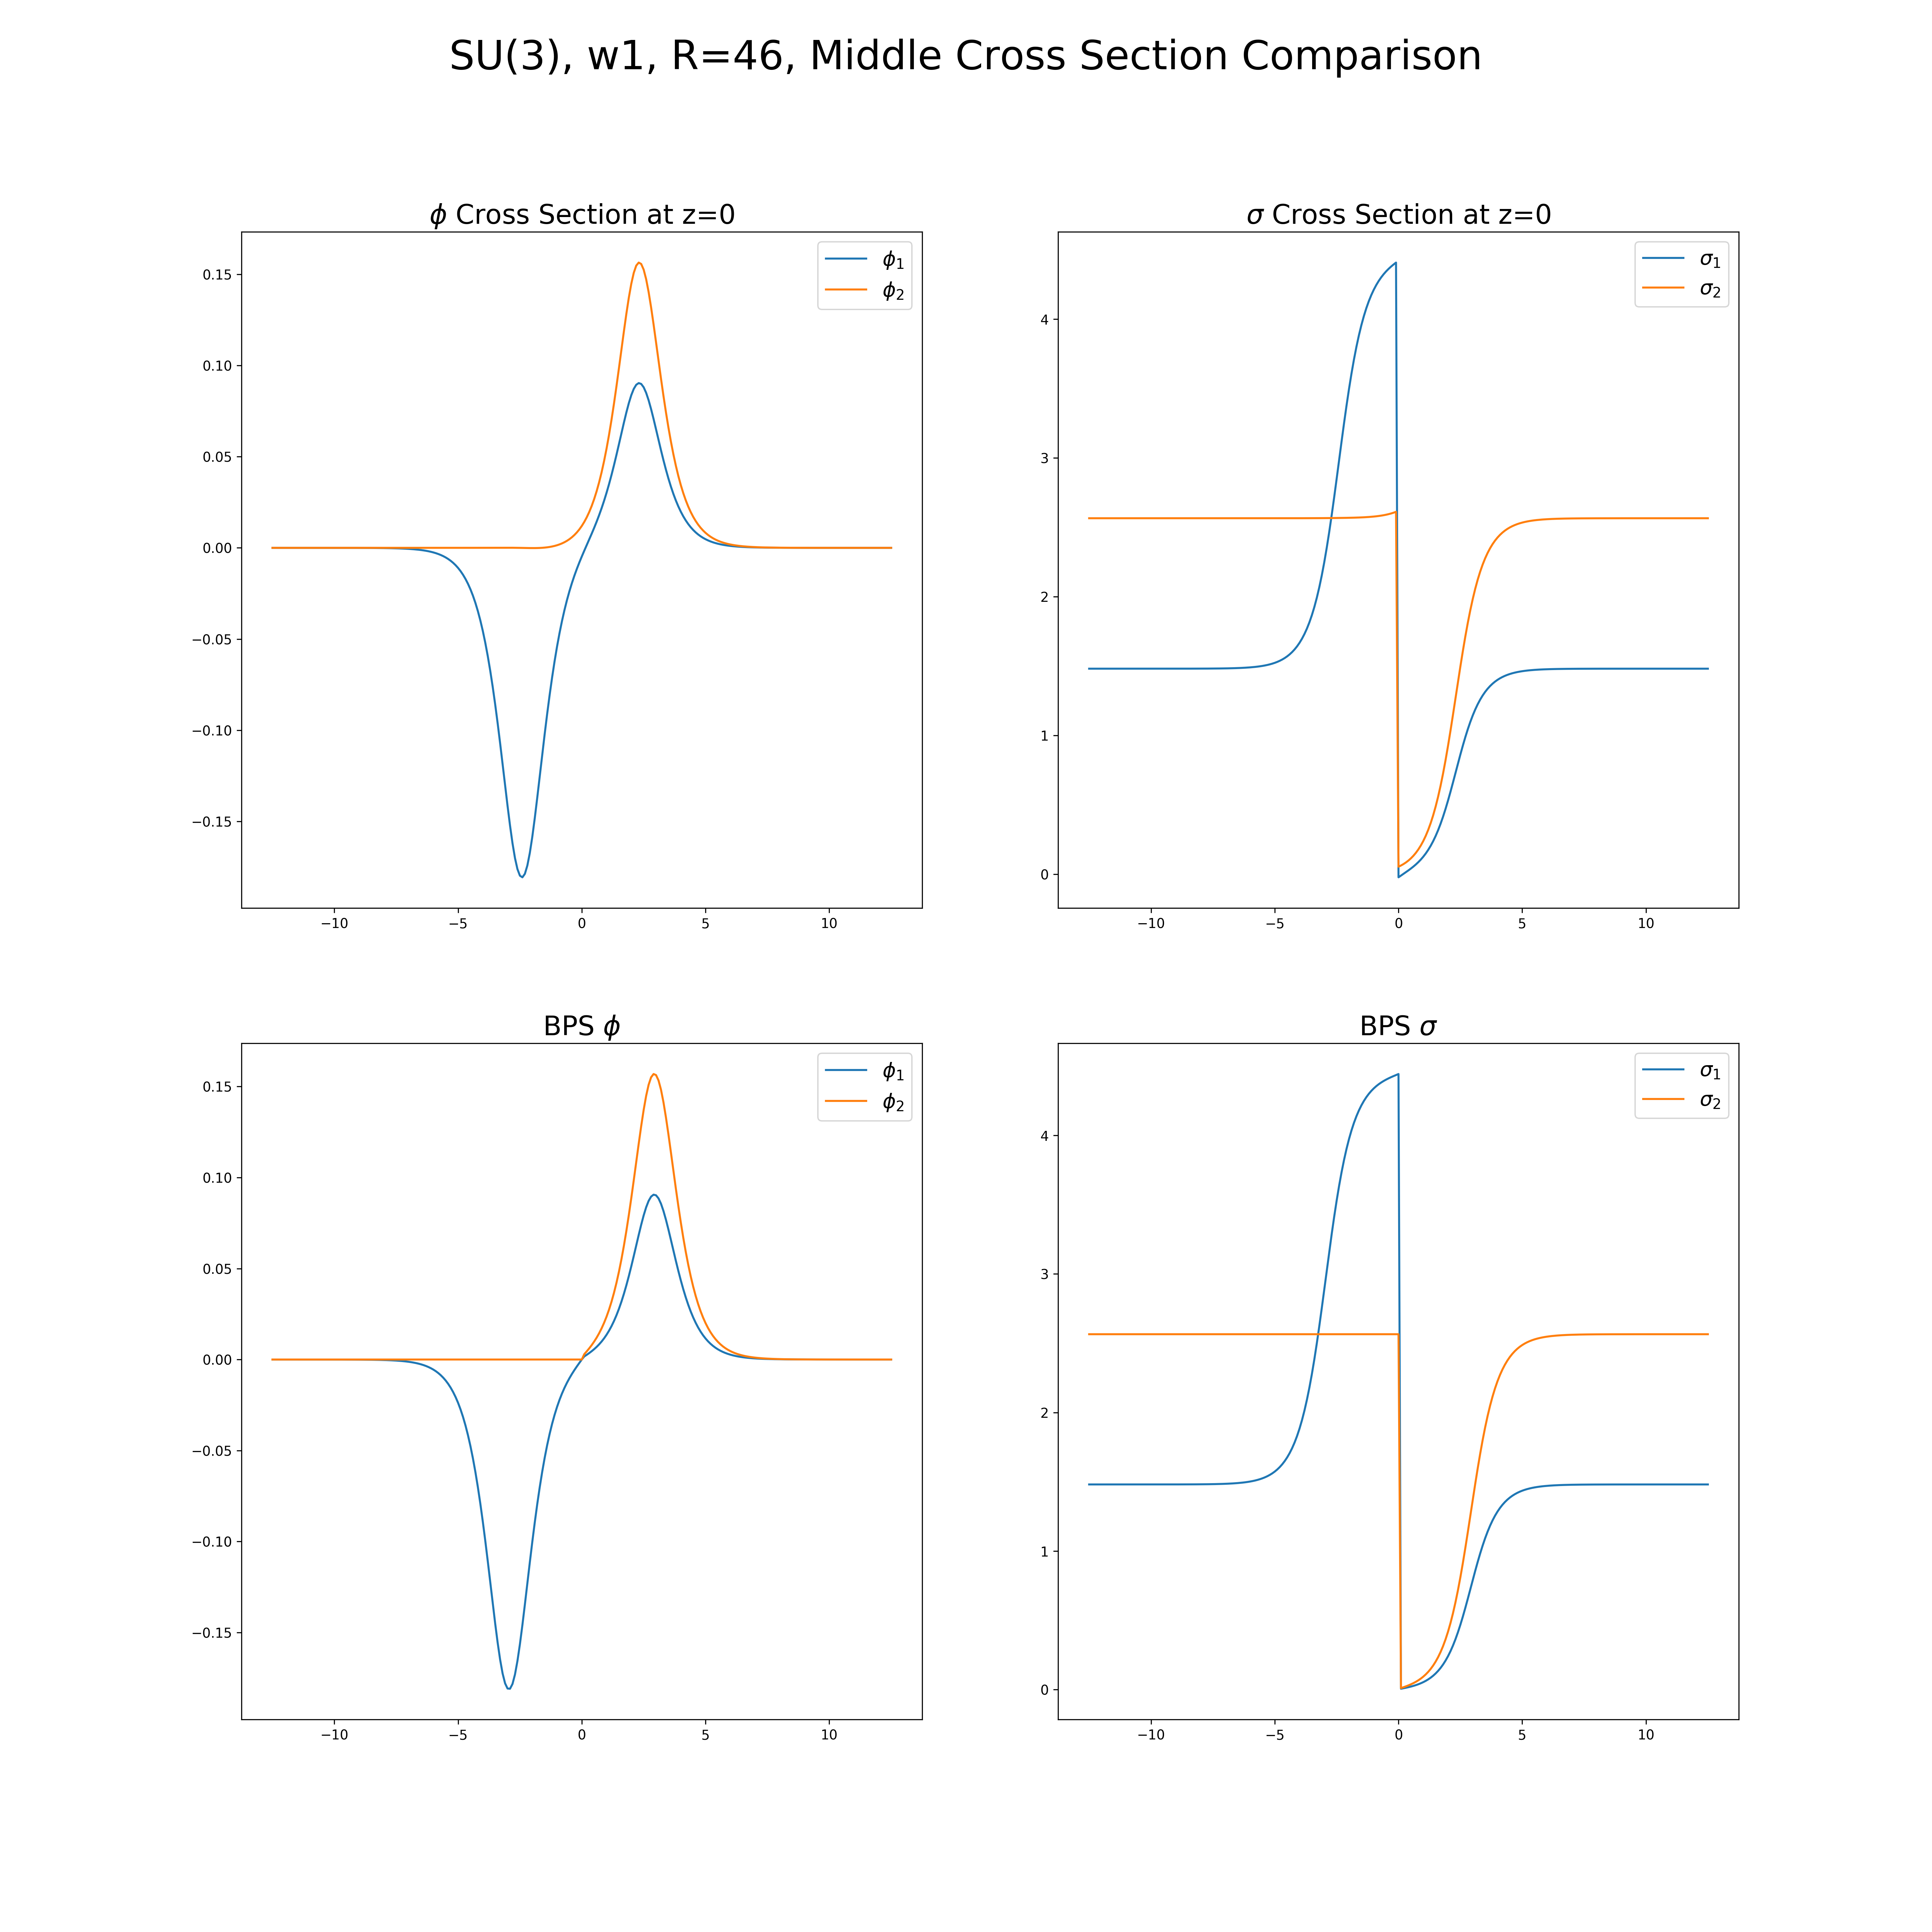 SU(3), w1, R=46, Middle Cross Section Comparison
ϕ Cross Section at z=0
0.15
0.10
0.05
0.00
−0.05
−0.10
−0.15
−10 −5 0 5 10
ϕ₁
ϕ₂
σ Cross Section at z=0
4
3
2
1
0
−10 −5 0 5 10
σ₁
σ₂
BPS ϕ
0.15
0.10
0.05
0.00
−0.05
−0.10
−0.15
−10 −5 0 5 10
ϕ₁
ϕ₂
BPS σ
4
3
2
1
0
−10 −5 0 5 10
σ₁
σ₂